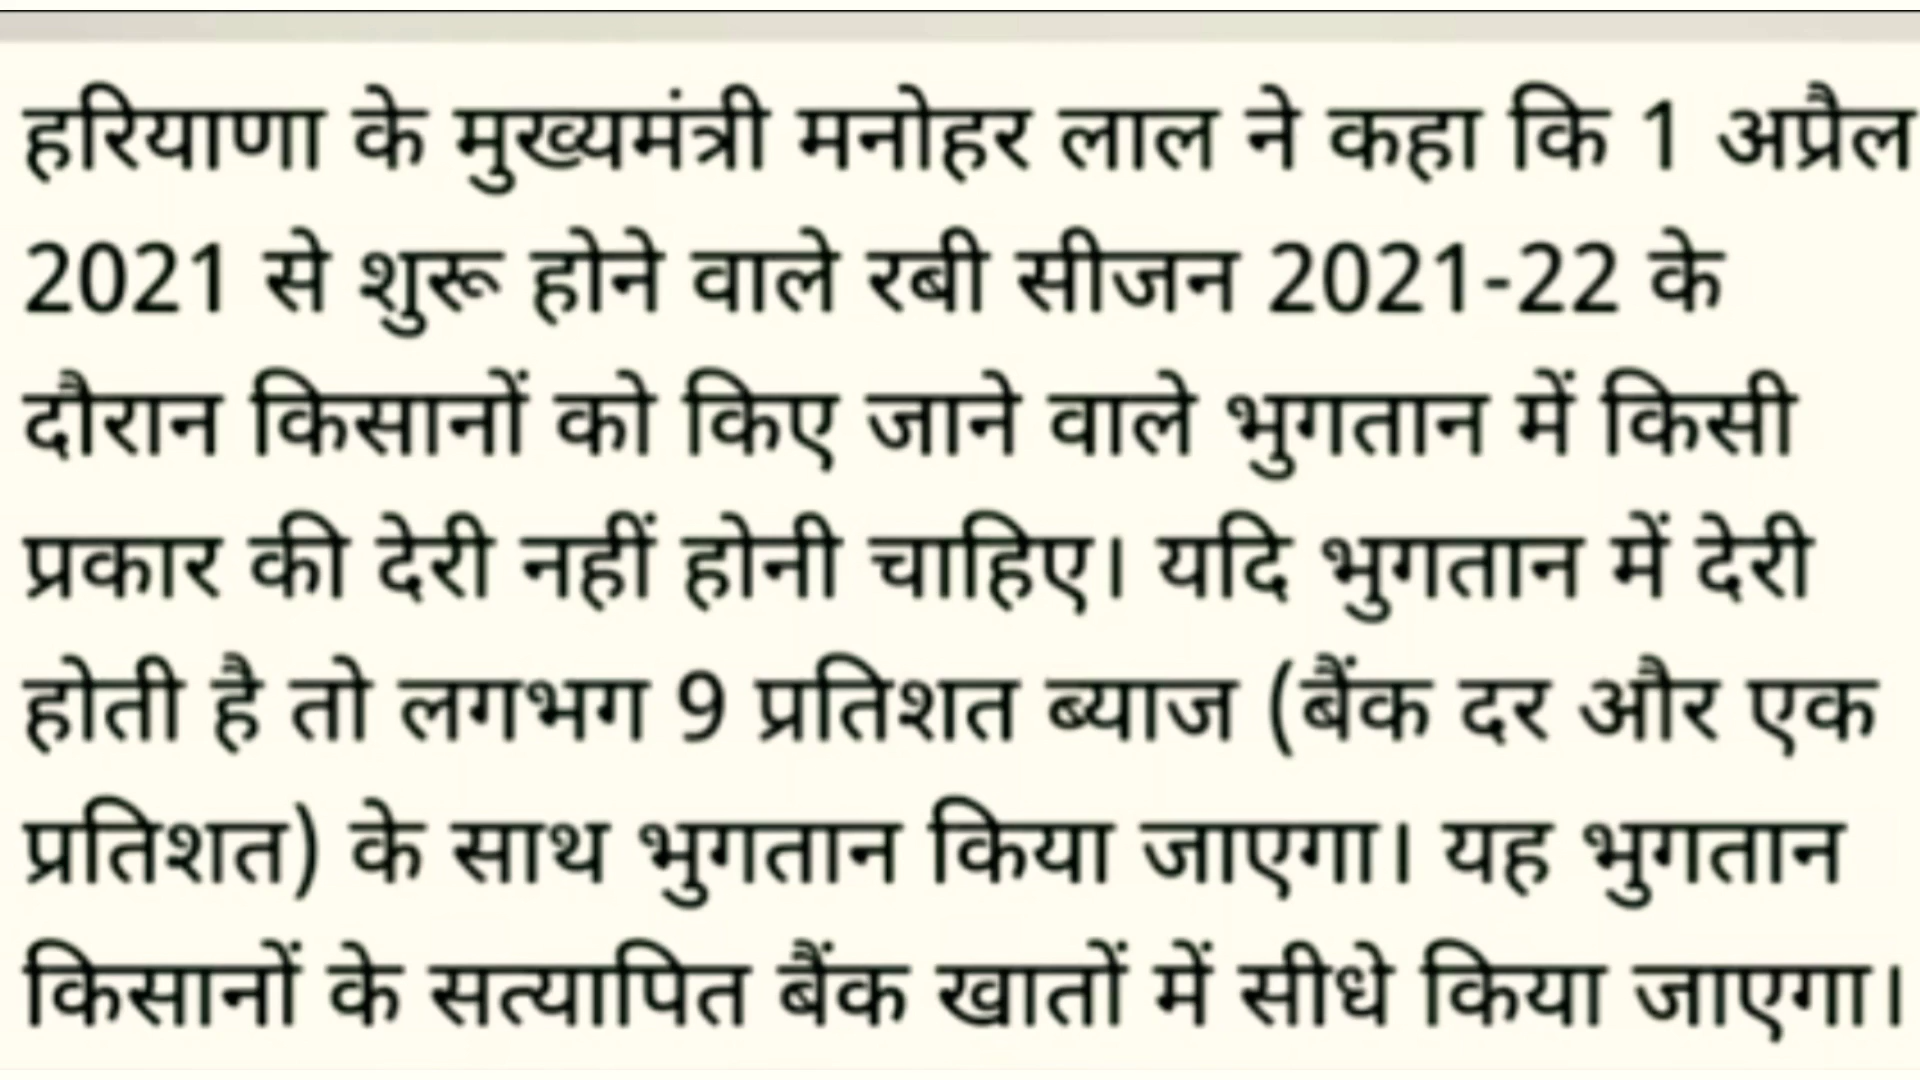 हरियाणा के मुख्यमंत्री मनोहर लाल ने कहा कि 1 अप्रैल
2021 से शुरू होने वाले रबी सीजन 2021-22 के
दौरान किसानों को किए जाने वाले भुगतान में किसी
प्रकार की देरी नहीं होनी चाहिए। यदि भुगतान में देरी
होती है तो लगभग 9 प्रतिशत ब्याज (बैंक दर और एक
प्रतिशत) के साथ भुगतान किया जाएगा। यह भुगतान
किसानों के सत्यापित बैंक खातों में सीधे किया जाएगा।